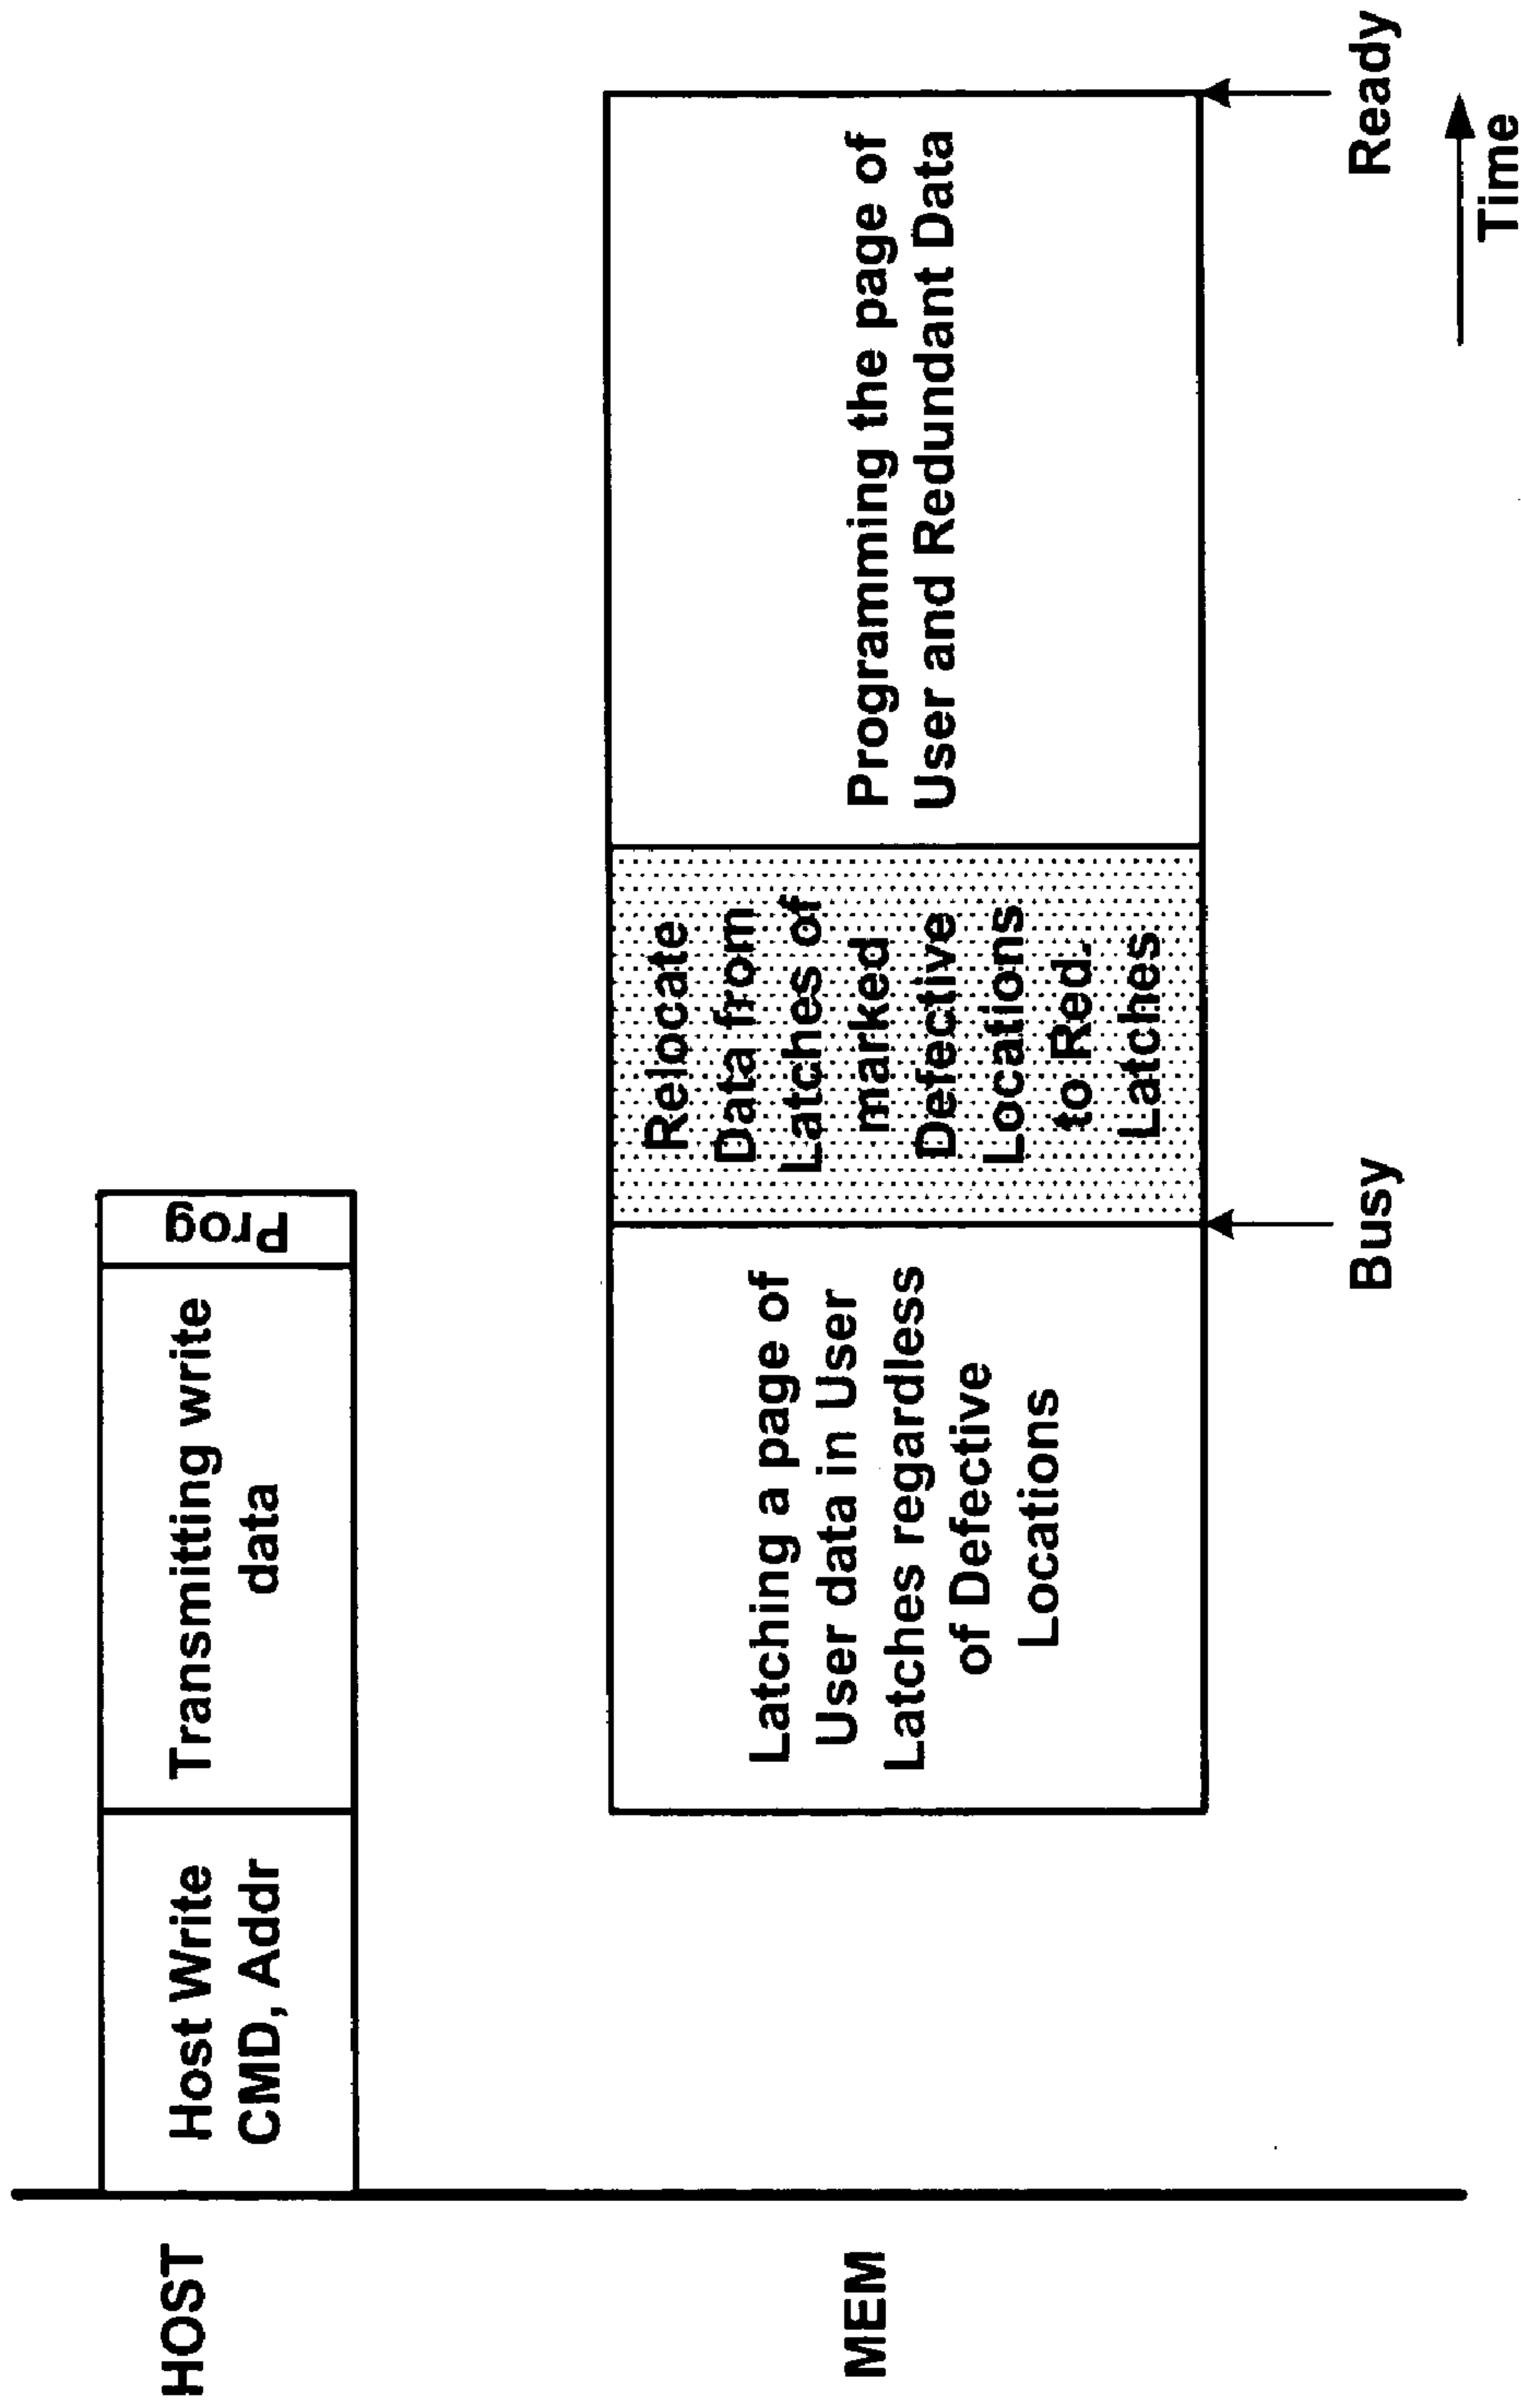 HOST
Host Write
CMD, Addr
Transmitting write
data
Prog
MEM
Latching a page of
User data in User
Latches regardless
of Defective
Locations
Relocate
Data from
Latches of
marked
Defective
Locations
to Red.
Latches
Programming the page of
User and Redundant Data
Busy
Ready
Time